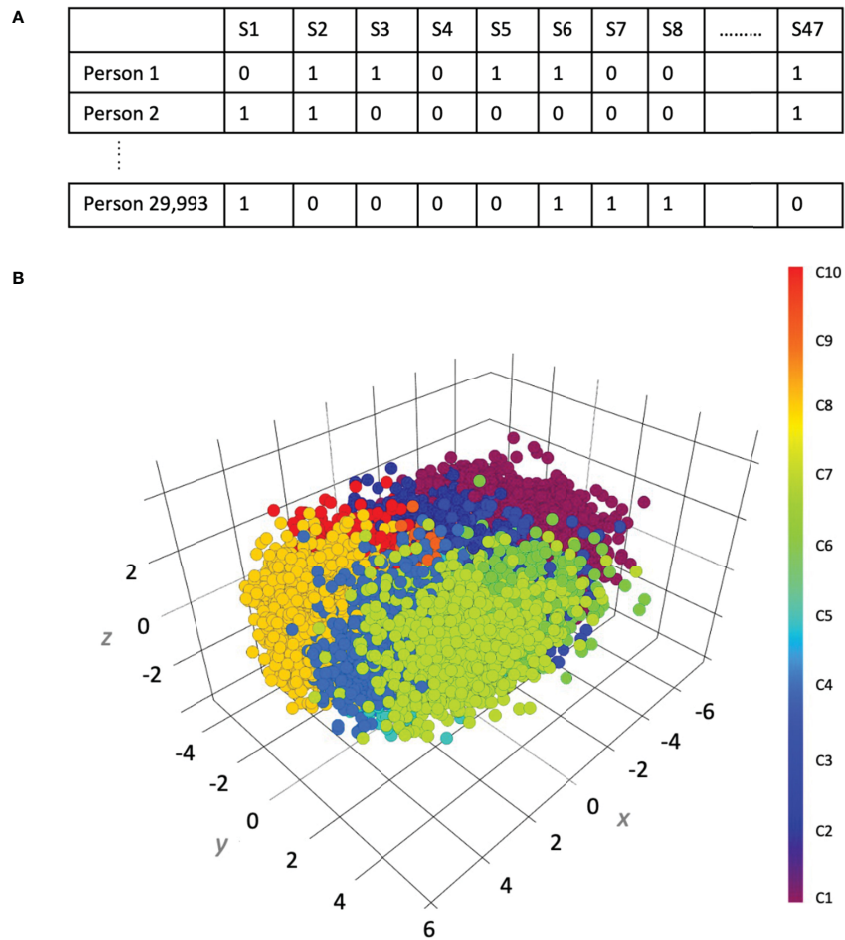 A
S1 S2 S3 S4 S5 S6 S7 S8 ......... S47
Person 1 0 1 1 0 1 1 0 0 1
Person 2 1 1 0 0 0 0 0 0 1
Person 29,993 1 0 0 0 0 1 1 1 0
B
C10
C9
C8
C7
C6
C5
C4
C3
C2
C1
2
0
-2
z
-4
-2
0
2
4
6
y
-6
-4
-2
0
2
4
x